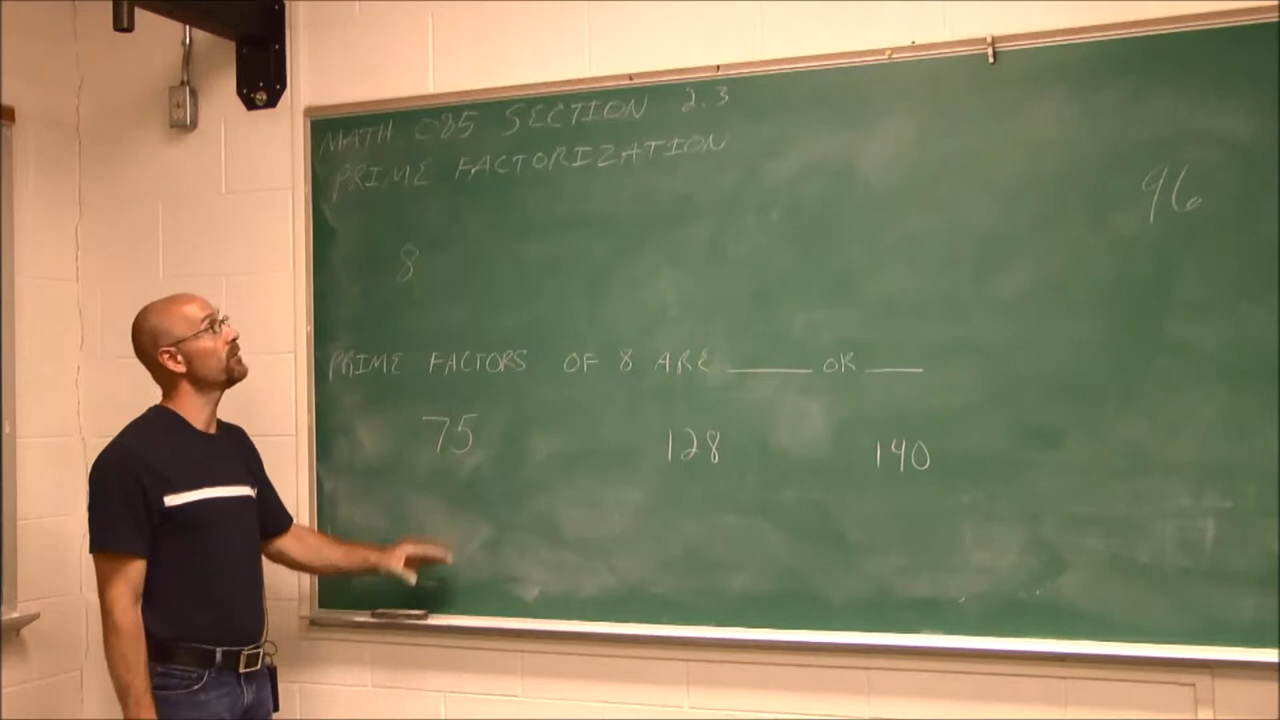 MATH 085 SECTION 2.3
PRIME FACTORIZATION
96
8
PRIME FACTORS OF 8 ARE _____ OR ____
75 128 140